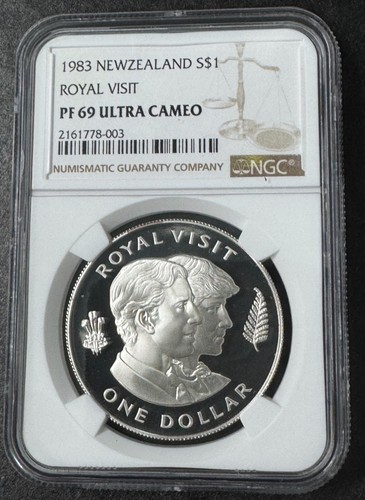 1983 NEWZEALAND S$1
ROYAL VISIT
PF 69 ULTRA CAMEO
2161778-003
NUMISMATIC GUARANTY COMPANY
NGC®
ROYAL VISIT
ONE DOLLAR